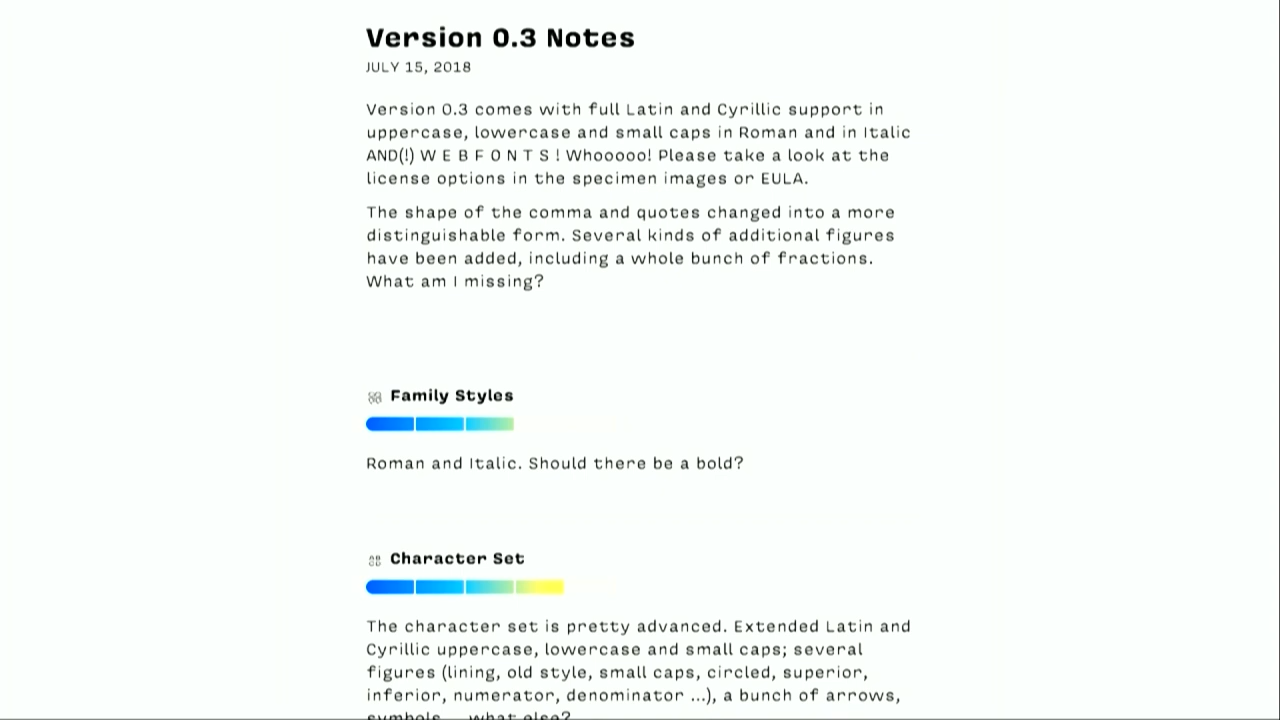 Version 0.3 Notes
JULY 15, 2018
Version 0.3 comes with full Latin and Cyrillic support in
uppercase, lowercase and small caps in Roman and in Italic
AND(!) W E B F O N T S ! Whooooo! Please take a look at the
license options in the specimen images or EULA.
The shape of the comma and quotes changed into a more
distinguishable form. Several kinds of additional figures
have been added, including a whole bunch of fractions.
What am I missing?
Family Styles
Roman and Italic. Should there be a bold?
Character Set
The character set is pretty advanced. Extended Latin and
Cyrillic uppercase, lowercase and small caps; several
figures (lining, old style, small caps, circled, superior,
inferior, numerator, denominator ...), a bunch of arrows,
symbols ... what else?